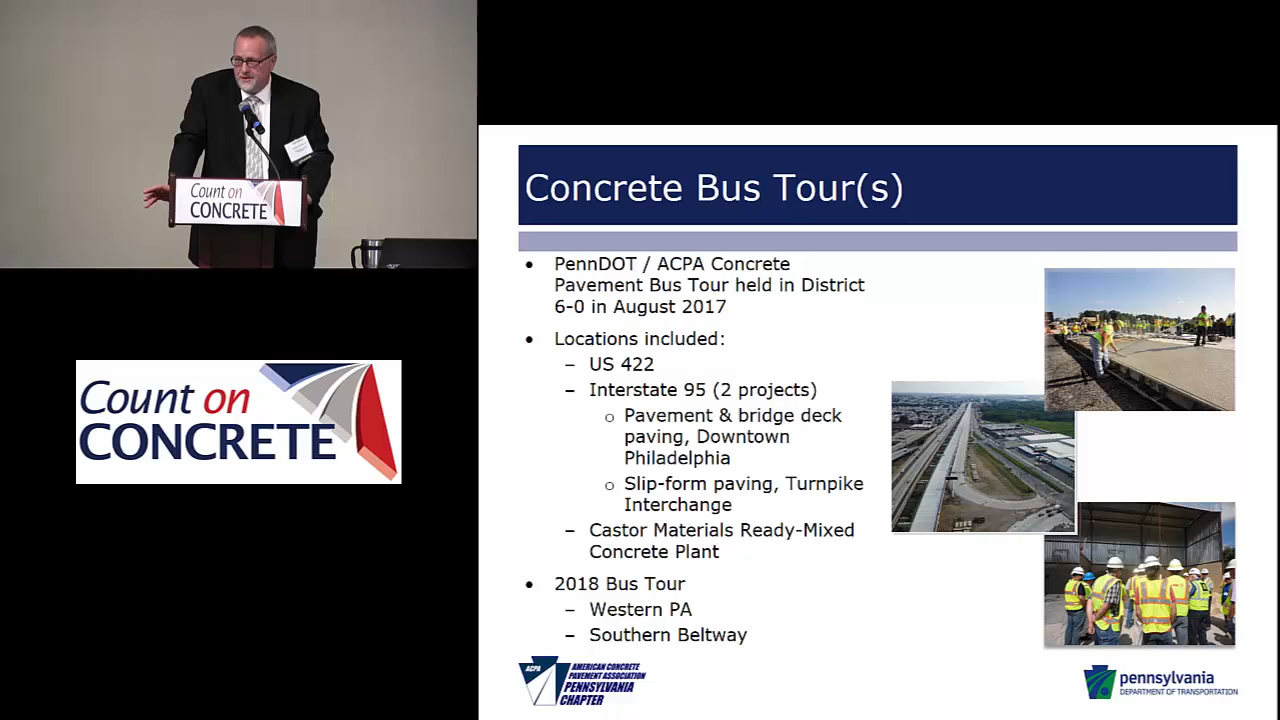 Count on
CONCRETE
Count on
CONCRETE
Concrete Bus Tour(s)
• PennDOT / ACPA Concrete
Pavement Bus Tour held in District
6-0 in August 2017
• Locations included:
– US 422
– Interstate 95 (2 projects)
o Pavement & bridge deck
paving, Downtown
Philadelphia
o Slip-form paving, Turnpike
Interchange
– Castor Materials Ready-Mixed
Concrete Plant
• 2018 Bus Tour
– Western PA
– Southern Beltway
ACPA
AMERICAN CONCRETE
PAVEMENT ASSOCIATION
PENNSYLVANIA
CHAPTER
pennsylvania
DEPARTMENT OF TRANSPORTATION